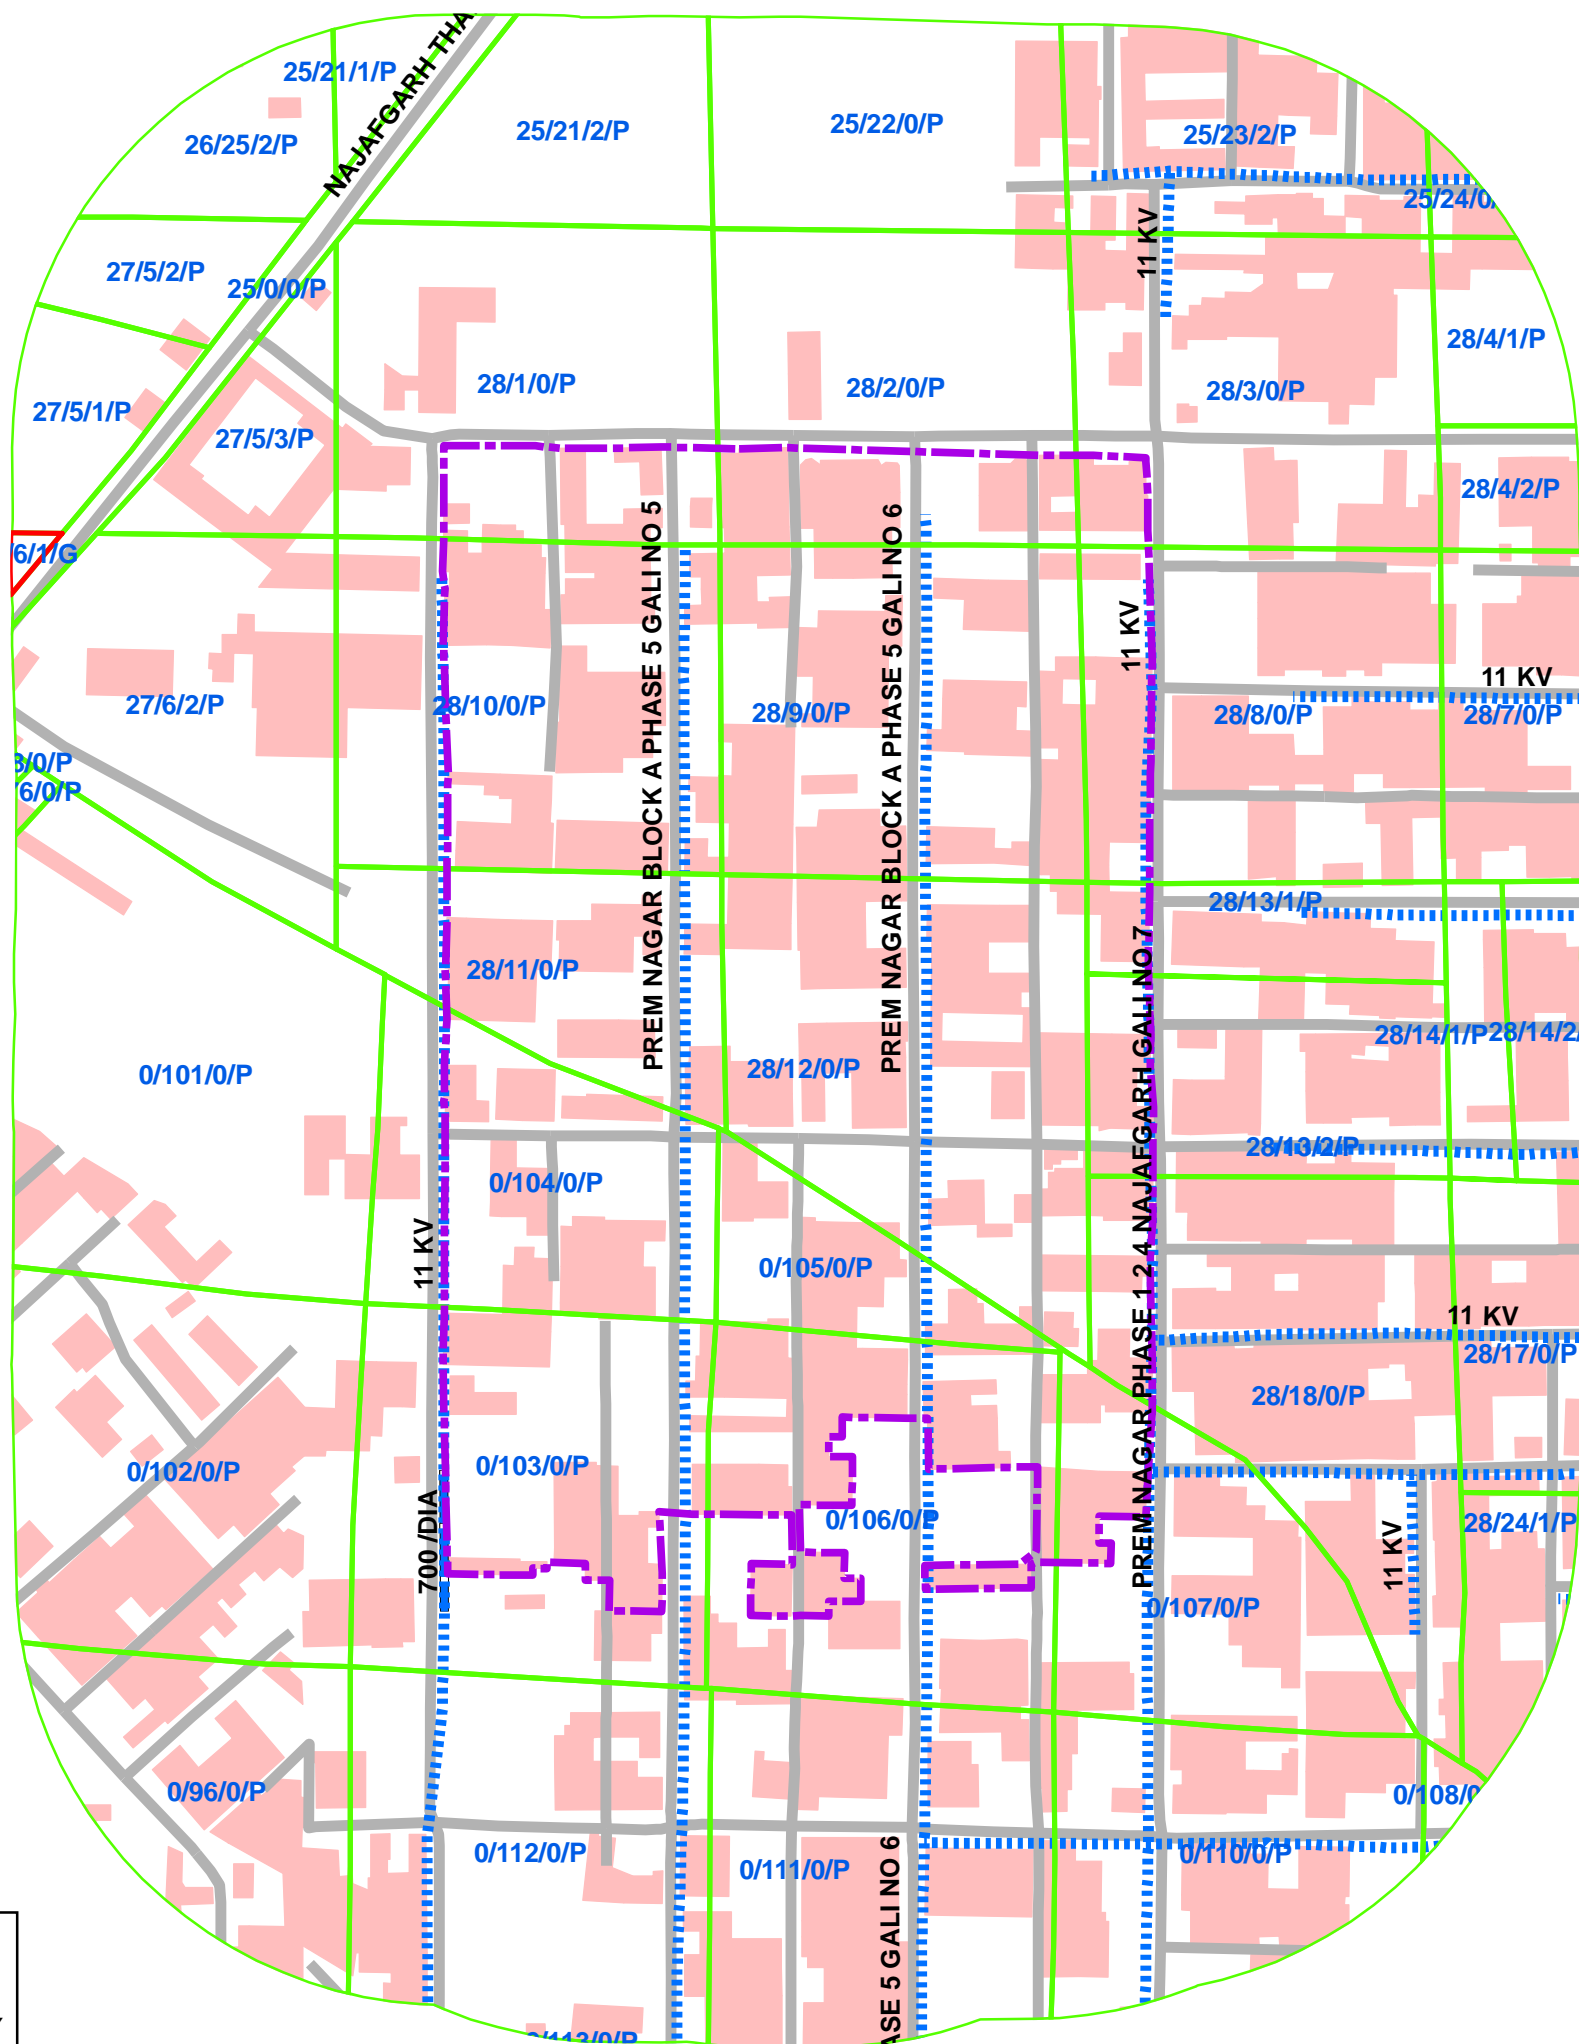 NAJAFGARH THA
25/21/1/P
26/25/2/P
25/21/2/P
25/22/0/P
25/23/2/P
25/24/0/
11 KV
27/5/2/P
25/0/0/P
28/4/1/P
28/1/0/P
28/2/0/P
28/3/0/P
27/5/1/P
27/5/3/P
28/4/2/P
6/1/G
PREM NAGAR BLOCK A PHASE 5 GALI NO 5
PREM NAGAR BLOCK A PHASE 5 GALI NO 6
11 KV
11 KV
27/6/2/P
28/10/0/P
28/9/0/P
28/8/0/P
28/7/0/P
3/0/P
6/0/P
28/13/1/P
28/11/0/P
PREM NAGAR PHASE 1 2 4 NAJAFGARH GALI NO 7
28/14/1/P
28/14/2/
0/101/0/P
28/12/0/P
28/13/2/P
0/104/0/P
11 KV
0/105/0/P
11 KV
28/17/0/P
28/18/0/P
0/102/0/P
0/103/0/P
700 /DIA
0/106/0/P
28/24/1/P
11 KV
0/107/0/P
0/96/0/P
0/108/0
0/112/0/P
0/111/0/P
0/110/0/P
ASE 5 GALI NO 6
/113/0/P